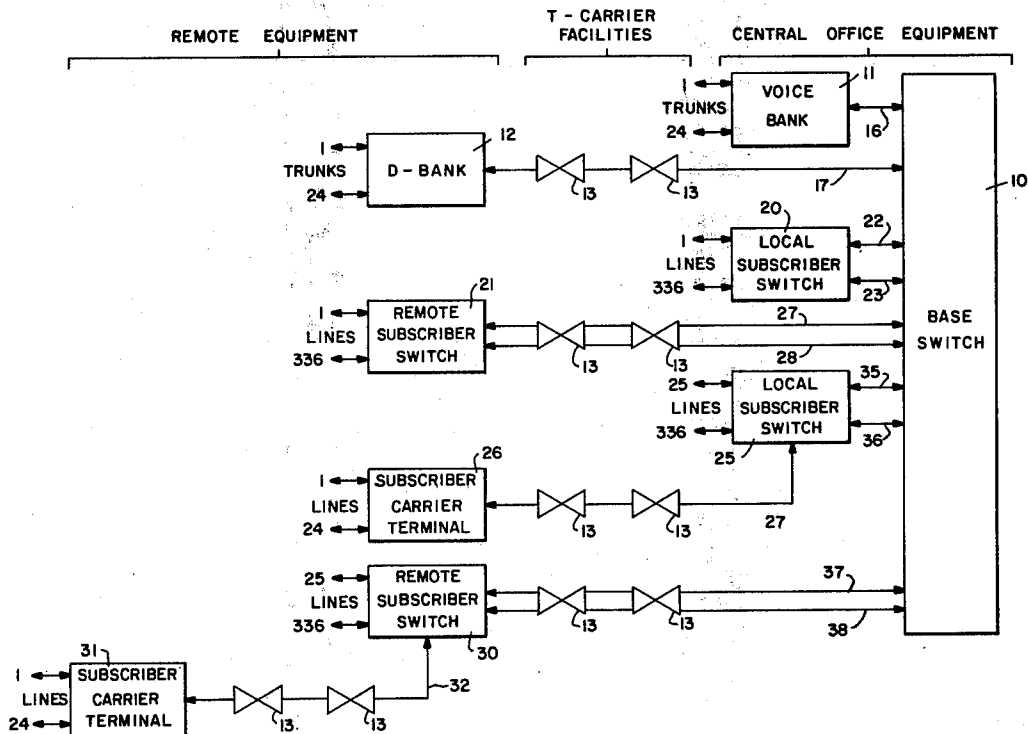 REMOTE EQUIPMENT
T - CARRIER
FACILITIES
CENTRAL OFFICE EQUIPMENT
1
TRUNKS
24
VOICE
BANK
11
16
1
TRUNKS
24
D - BANK
12
13
13
17
10
BASE
SWITCH
1
LINES
336
LOCAL
SUBSCRIBER
SWITCH
20
22
23
1
LINES
336
REMOTE
SUBSCRIBER
SWITCH
21
13
13
27
28
25
LINES
336
LOCAL
SUBSCRIBER
SWITCH
25
35
36
1
LINES
24
SUBSCRIBER
CARRIER
TERMINAL
26
13
13
27
25
LINES
336
REMOTE
SUBSCRIBER
SWITCH
30
13
13
37
38
1
LINES
24
31
SUBSCRIBER
CARRIER
TERMINAL
13
13
32